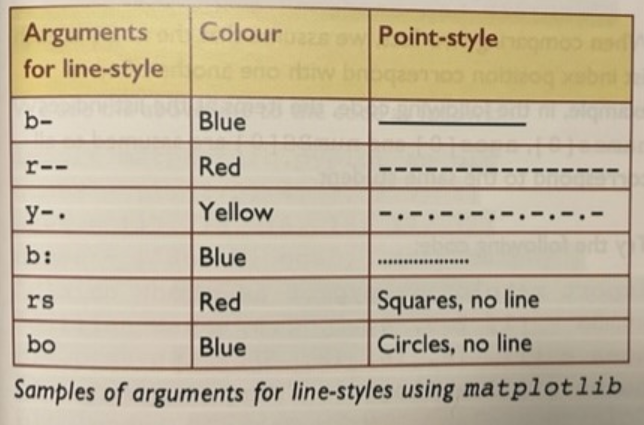 Arguments for line-style Colour Point-style
b- Blue
r-- Red
y-. Yellow
b: Blue
rs Red Squares, no line
bo Blue Circles, no line
Samples of arguments for line-styles using matplotlib